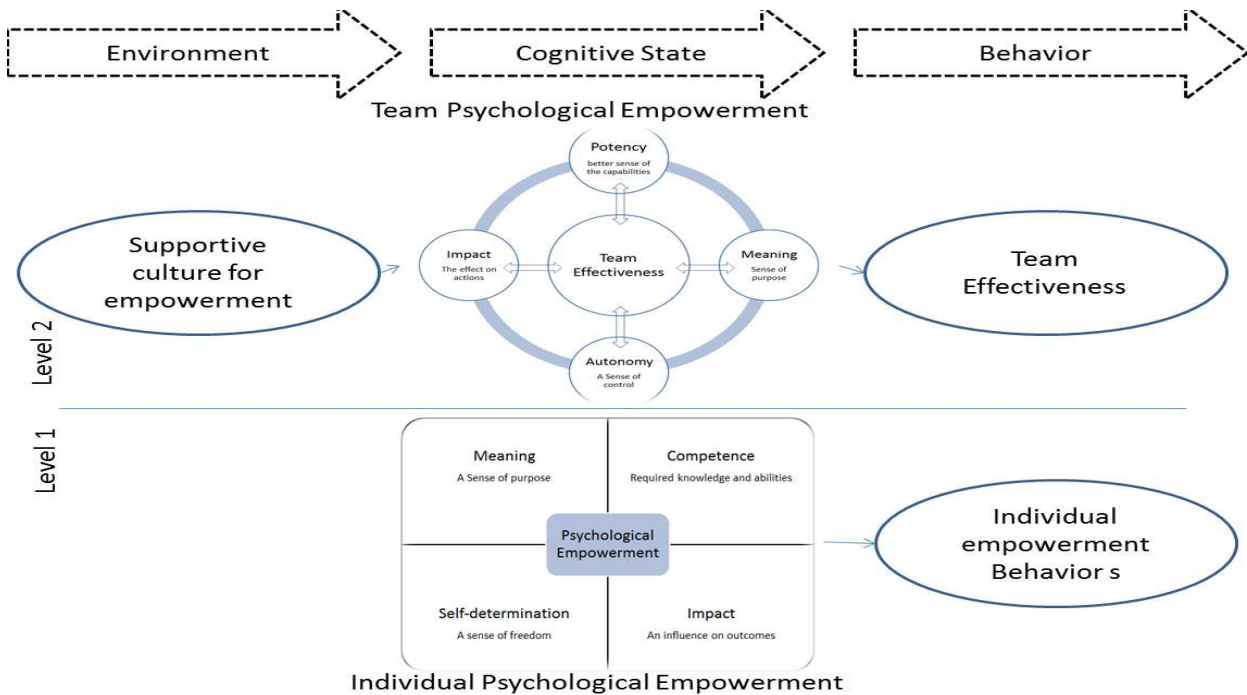 Environment
Cognitive State
Behavior
Team Psychological Empowerment
Potency
better sense of
the capabilities
Supportive
culture for
empowerment
Impact
The effect on
actions
Team
Effectiveness
Meaning
Sense of
purpose
Team
Effectiveness
Autonomy
A Sense of
control
Level 2
Level 1
Meaning
A Sense of purpose
Competence
Required knowledge and abilities
Psychological
Empowerment
Self-determination
A sense of freedom
Impact
An influence on outcomes
Individual
empowerment
Behavior s
Individual Psychological Empowerment